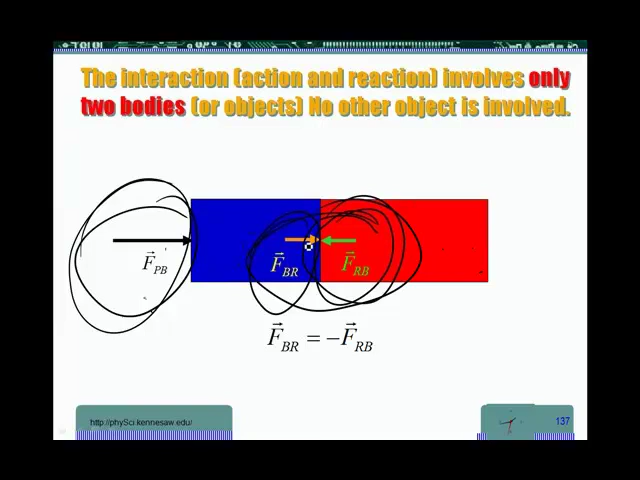 The interaction (action and reaction) involves only
two bodies (or objects) No other object is involved.
F⃗PB
F⃗BR
F⃗RB
F⃗BR = −F⃗RB
http://phySci.kennesaw.edu/
137